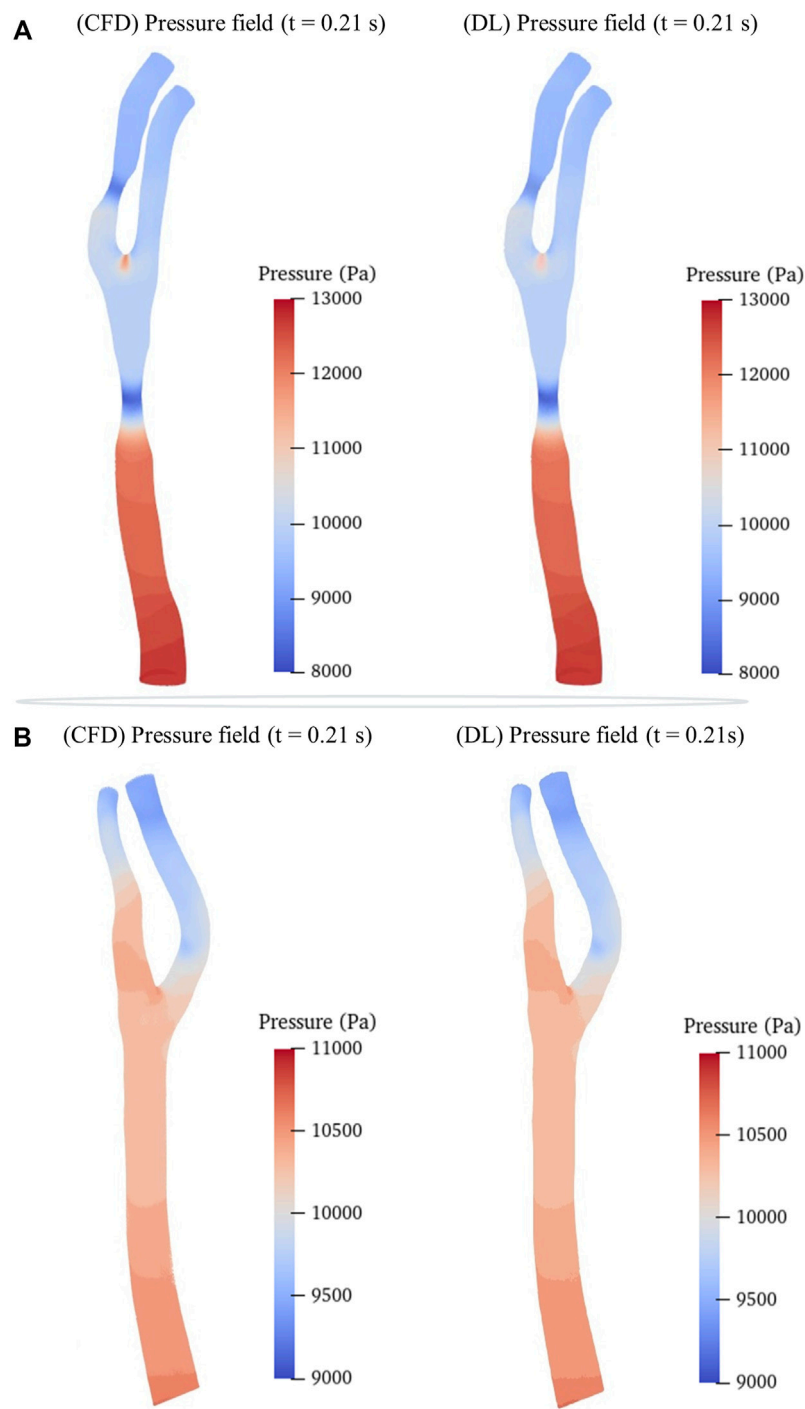 A
(CFD) Pressure field (t = 0.21 s)
(DL) Pressure field (t = 0.21 s)
Pressure (Pa)
13000
12000
11000
10000
9000
8000
Pressure (Pa)
13000
12000
11000
10000
9000
8000
B
(CFD) Pressure field (t = 0.21 s)
(DL) Pressure field (t = 0.21s)
Pressure (Pa)
11000
10500
10000
9500
9000
Pressure (Pa)
11000
10500
10000
9500
9000